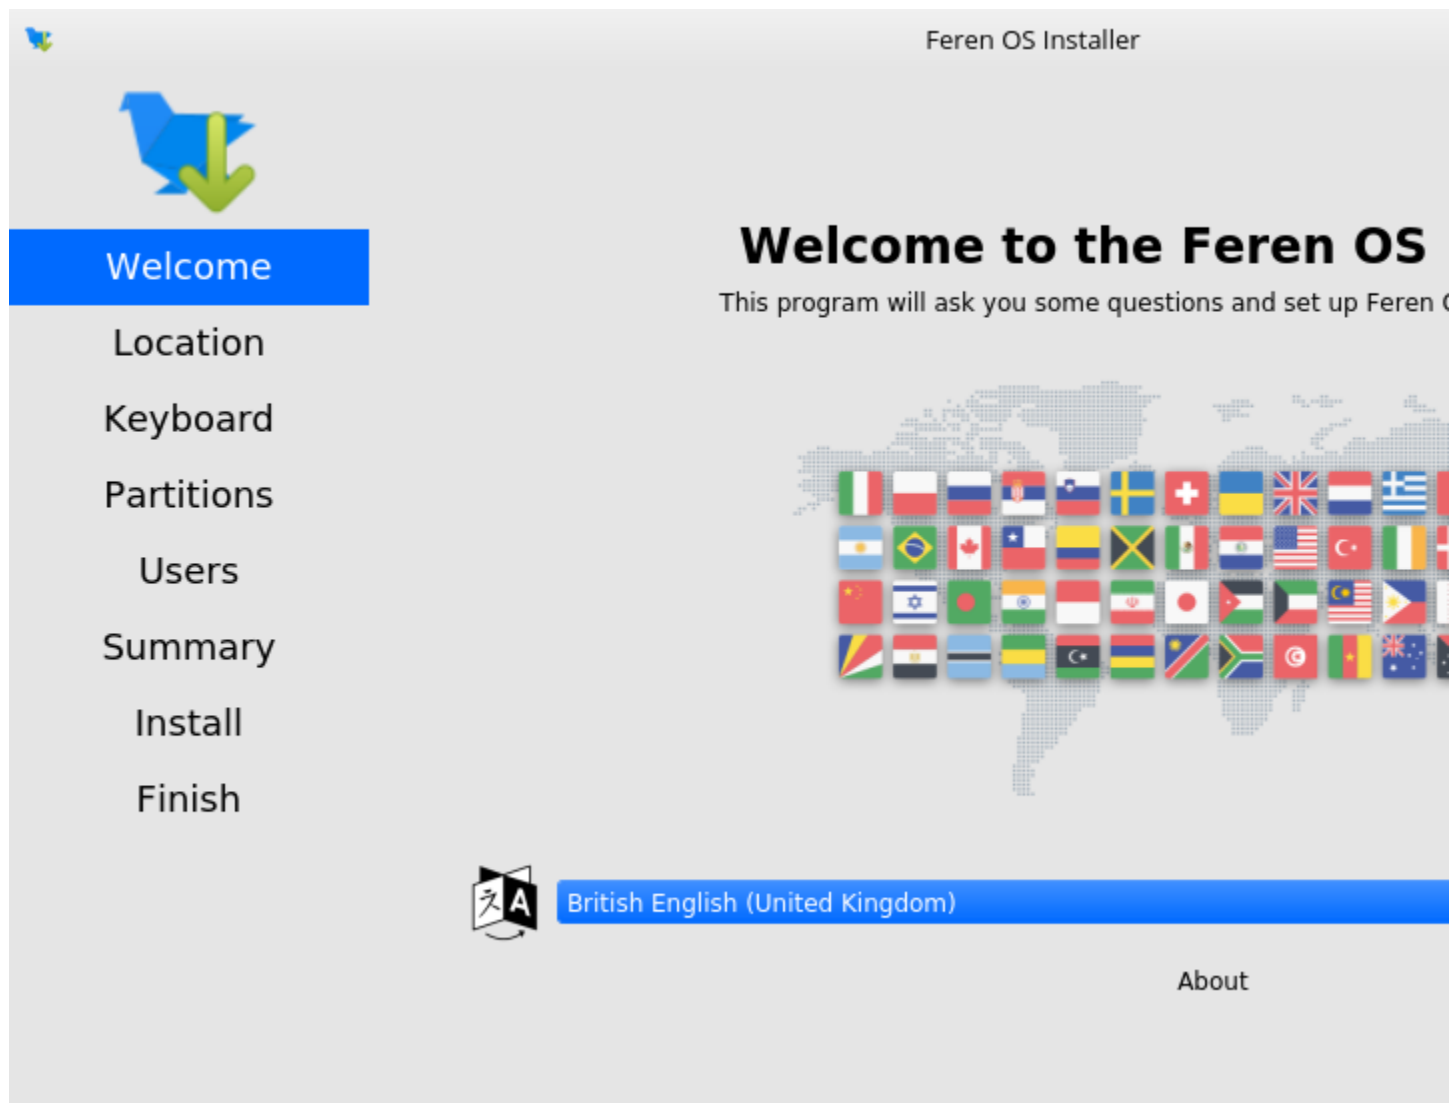 Feren OS Installer
Welcome
Location
Keyboard
Partitions
Users
Summary
Install
Finish
Welcome to the Feren OS
This program will ask you some questions and set up Feren
British English (United Kingdom)
About